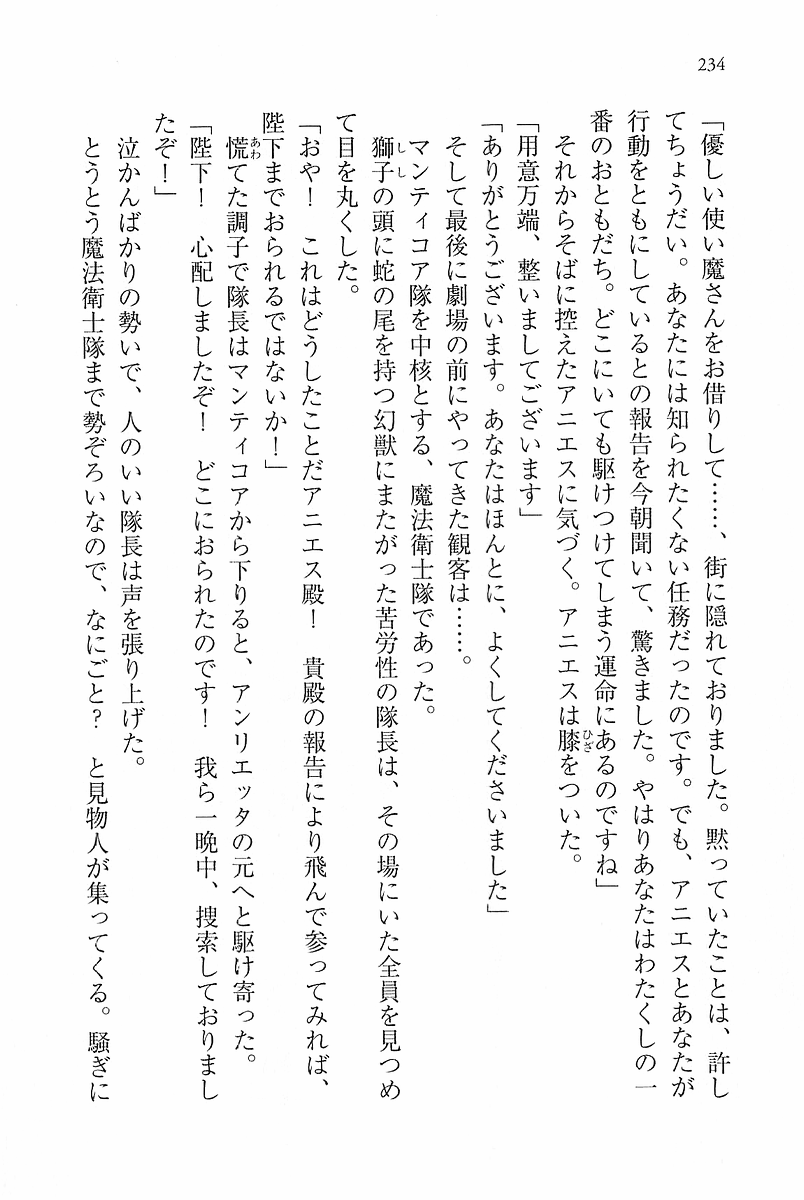 234
「優しい使い魔さんをお借りして……、街に隠れておりました。黙っていたことは、許し
てちょうだい。あなたには知られたくない任務だったのです。でも、アニエスとあなたが
行動をともにしているとの報告を今朝聞いて、驚きました。やはりあなたはわたくしの一
番のおともだち。どこにいても駆けつけてしまう運命にあるのですね」
それからそばに控えたアニエスに気づく。アニエスは膝をついた。
「用意万端、整いましてございます」
「ありがとうございます。あなたはほんとに、よくしてくださいました」
そして最後に劇場の前にやってきた観客は……。
マンティコア隊を中核とする、魔法衛士隊であった。
獅子の頭に蛇の尾を持つ幻獣にまたがった苦労性の隊長は、その場にいた全員を見つめ
て目を丸くした。
「おや！　これはどうしたことだアニエス殿！　貴殿の報告により飛んで参ってみれば、
陛下までおられるではないか！」
慌てた調子で隊長はマンティコアから下りると、アンリエッタの元へと駆け寄った。
「陛下！　心配しましたぞ！　どこにおられたのです！　我ら一晩中、捜索しておりまし
たぞ！」
泣かんばかりの勢いで、人のいい隊長は声を張り上げた。
とうとう魔法衛士隊まで勢ぞろいなので、なにごと？　と見物人が集ってくる。騒ぎに